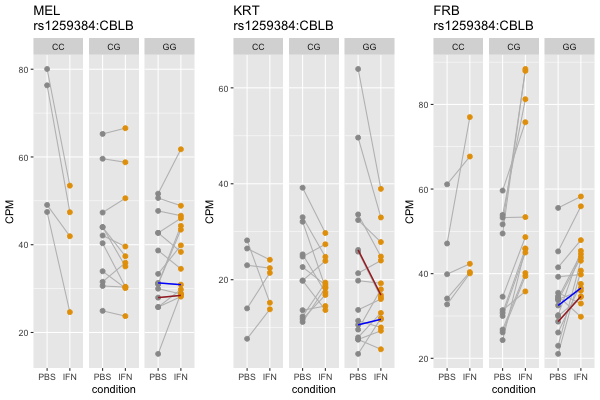 MEL
rs1259384:CBLB
CC CG GG
80
60
40
20
CPM
PBS IFN PBS IFN PBS IFN
condition
KRT
rs1259384:CBLB
CC CG GG
60
40
20
CPM
PBS IFN PBS IFN PBS IFN
condition
FRB
rs1259384:CBLB
CC CG GG
80
60
40
20
CPM
PBS IFN PBS IFN PBS IFN
condition